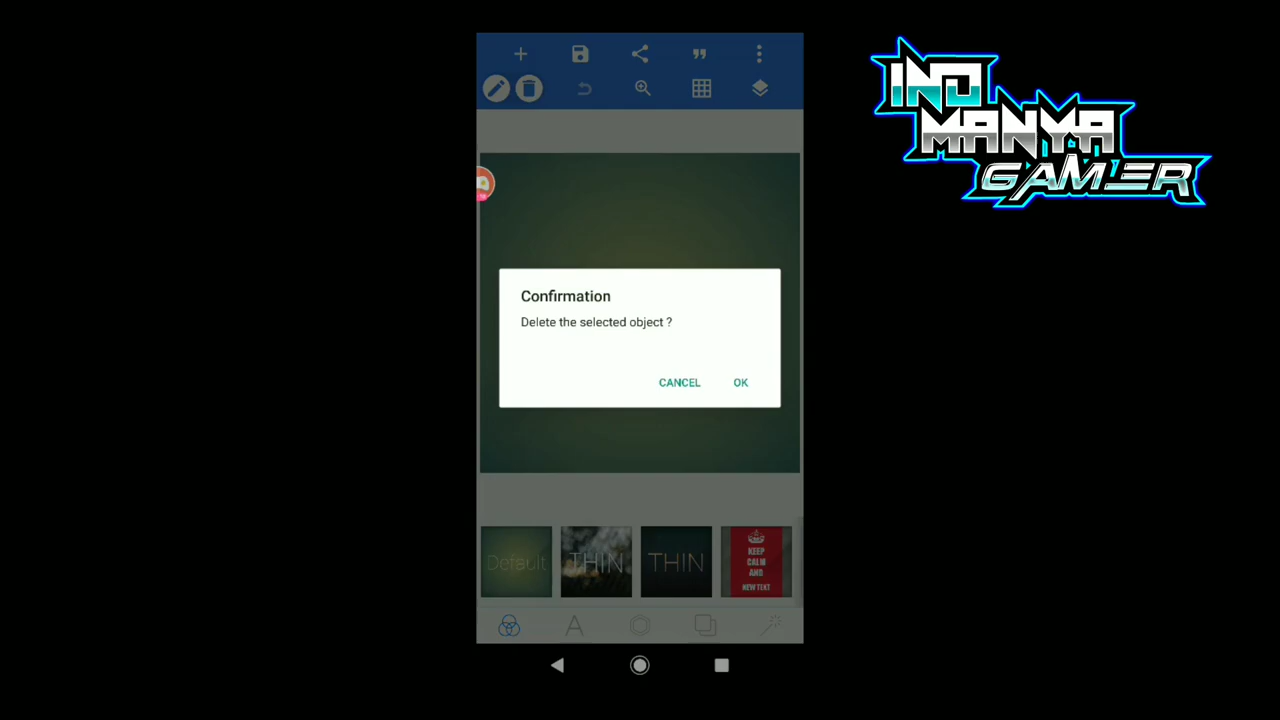 INO
MANYA
GAMER
Confirmation
Delete the selected object ?
CANCEL OK
Default
THIN
THIN
KEEP
CALM
AND
NEW TEXT
A